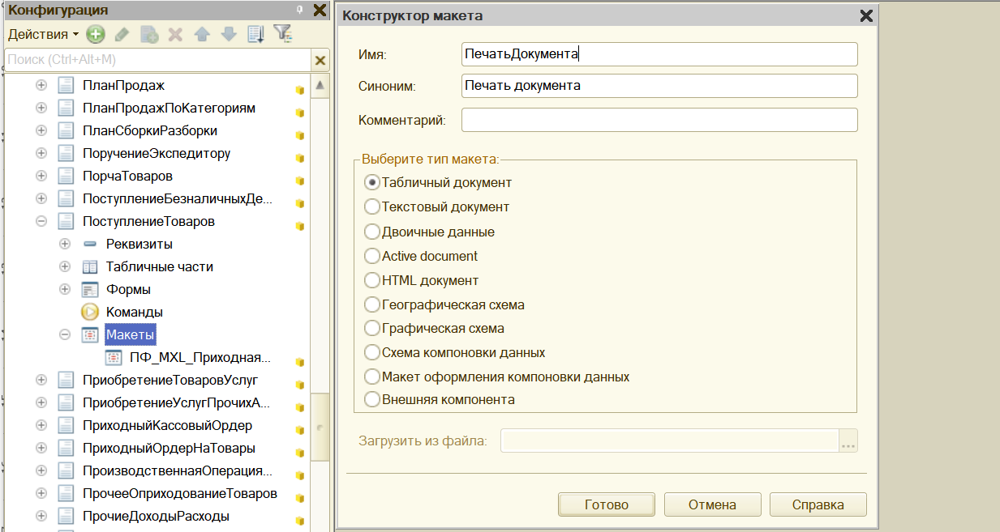 Конфигурация
Действия
Поиск (Ctrl+Alt+M)
ПланПродаж
ПланПродажПоКатегориям
ПланСборкиРазборки
ПоручениеЭкспедитору
ПорчаТоваров
ПоступлениеБезналичныхДе...
ПоступлениеТоваров
Реквизиты
Табличные части
Формы
Команды
Макеты
ПФ_MXL_Приходная...
ПриобретениеТоваровУслуг
ПриобретениеУслугПрочихА...
ПриходныйКассовыйОрдер
ПриходныйОрдерНаТовары
ПроизводственнаяОперация...
ПрочееОприходованиеТоваров
ПрочиеДоходыРасходы
Конструктор макета
Имя: ПечатьДокумента
Синоним: Печать документа
Комментарий:
Выберите тип макета:
Табличный документ
Текстовый документ
Двоичные данные
Active document
HTML документ
Географическая схема
Графическая схема
Схема компоновки данных
Макет оформления компоновки данных
Внешняя компонента
Загрузить из файла: ...
Готово Отмена Справка